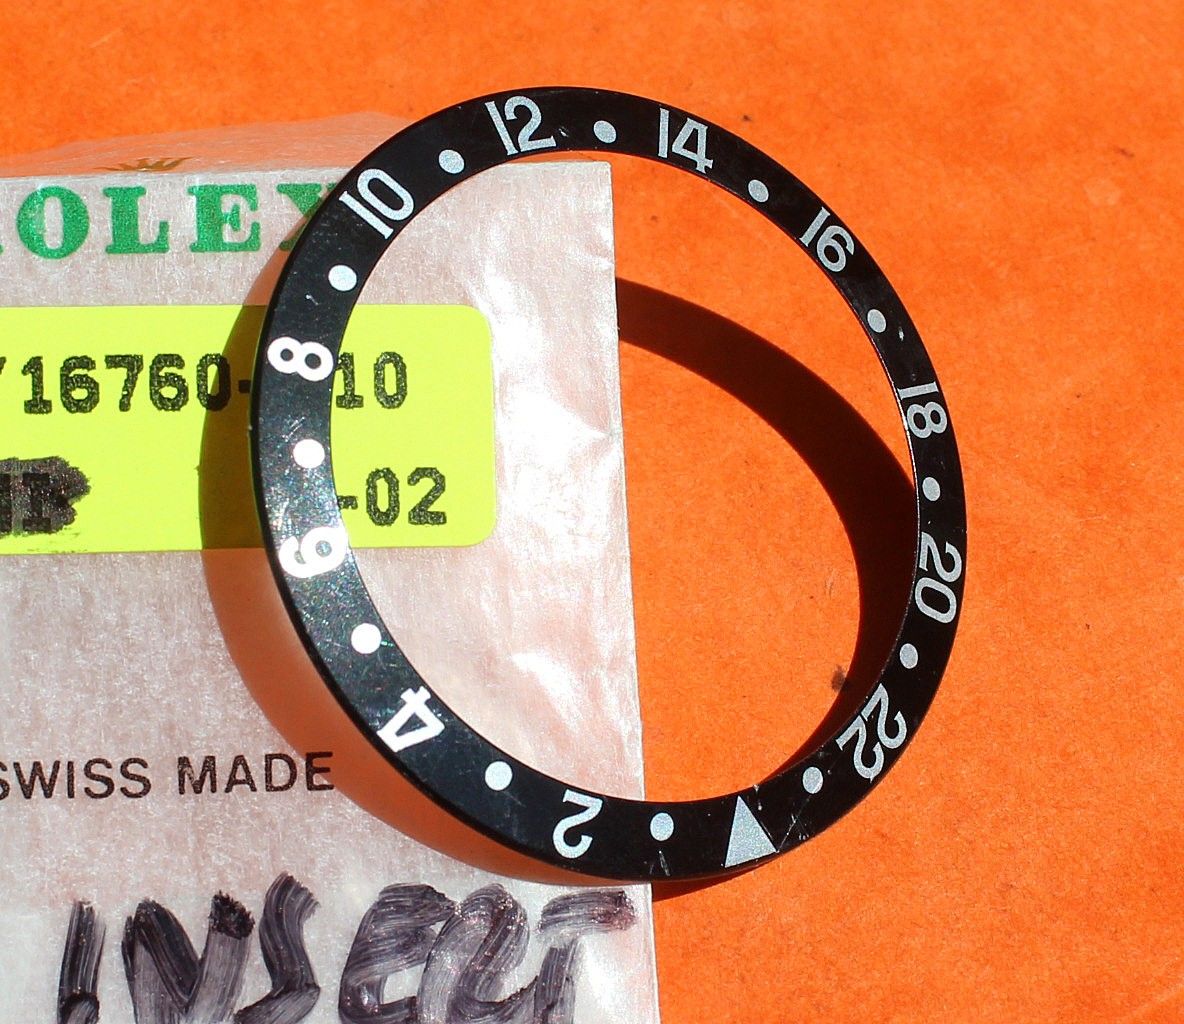 ROLEX
/16760- 10
-02
SWISS MADE
INSERT
2 4 6 8 10 12 14 16 18 20 22